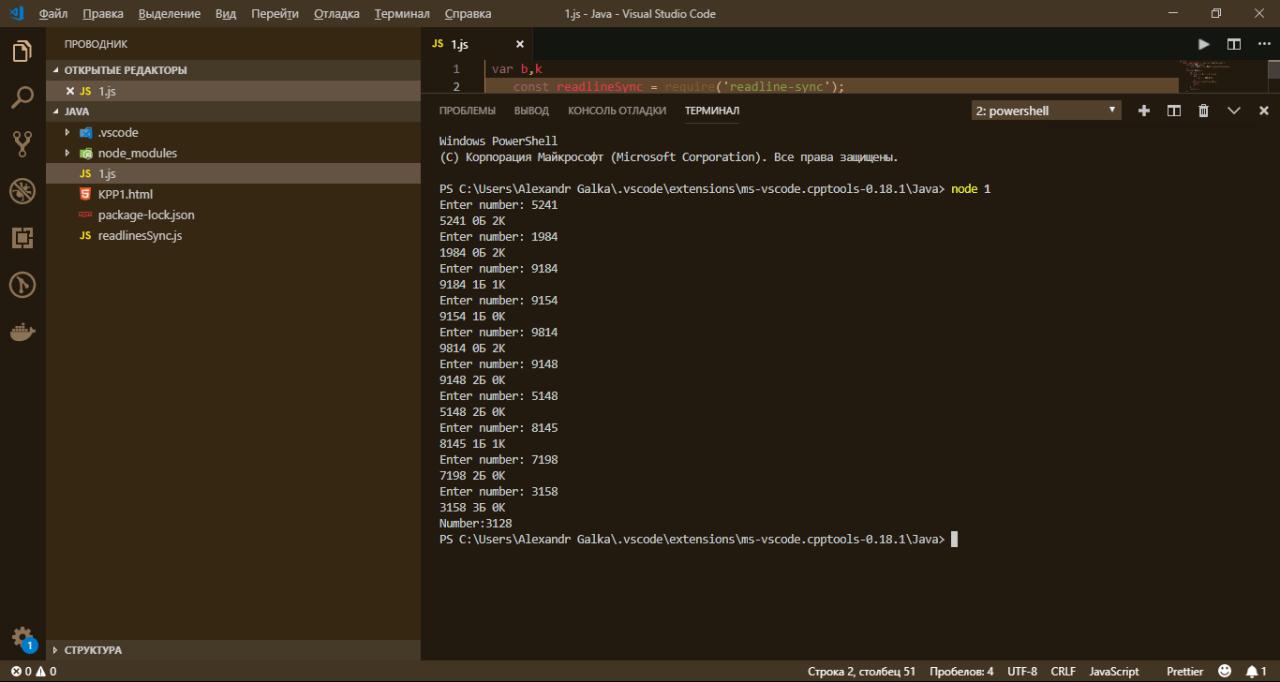 Файл Правка Выделение Вид Перейти Отладка Терминал Справка 1.js - Java - Visual Studio Code
ПРОВОДНИК
ОТКРЫТЫЕ РЕДАКТОРЫ
JS 1.js
JAVA
.vscode
node_modules
JS 1.js
KPP1.html
package-lock.json
JS readlinesSync.js
СТРУКТУРА
JS 1.js
1 var b,k
2 const readlineSync = require('readline-sync');
ПРОБЛЕМЫ ВЫВОД КОНСОЛЬ ОТЛАДКИ ТЕРМИНАЛ 2: powershell
Windows PowerShell
(C) Корпорация Майкрософт (Microsoft Corporation). Все права защищены.
PS C:\Users\Alexandr Galka\.vscode\extensions\ms-vscode.cpptools-0.18.1\Java> node 1
Enter number: 5241
5241 0Б 2К
Enter number: 1984
1984 0Б 2К
Enter number: 9184
9184 1Б 1К
Enter number: 9154
9154 1Б 0К
Enter number: 9814
9814 0Б 2К
Enter number: 9148
9148 2Б 0К
Enter number: 5148
5148 2Б 0К
Enter number: 8145
8145 1Б 1К
Enter number: 7198
7198 2Б 0К
Enter number: 3158
3158 3Б 0К
Number:3128
PS C:\Users\Alexandr Galka\.vscode\extensions\ms-vscode.cpptools-0.18.1\Java>
1
0 0 Строка 2, столбец 51 Пробелов: 4 UTF-8 CRLF JavaScript Prettier 1